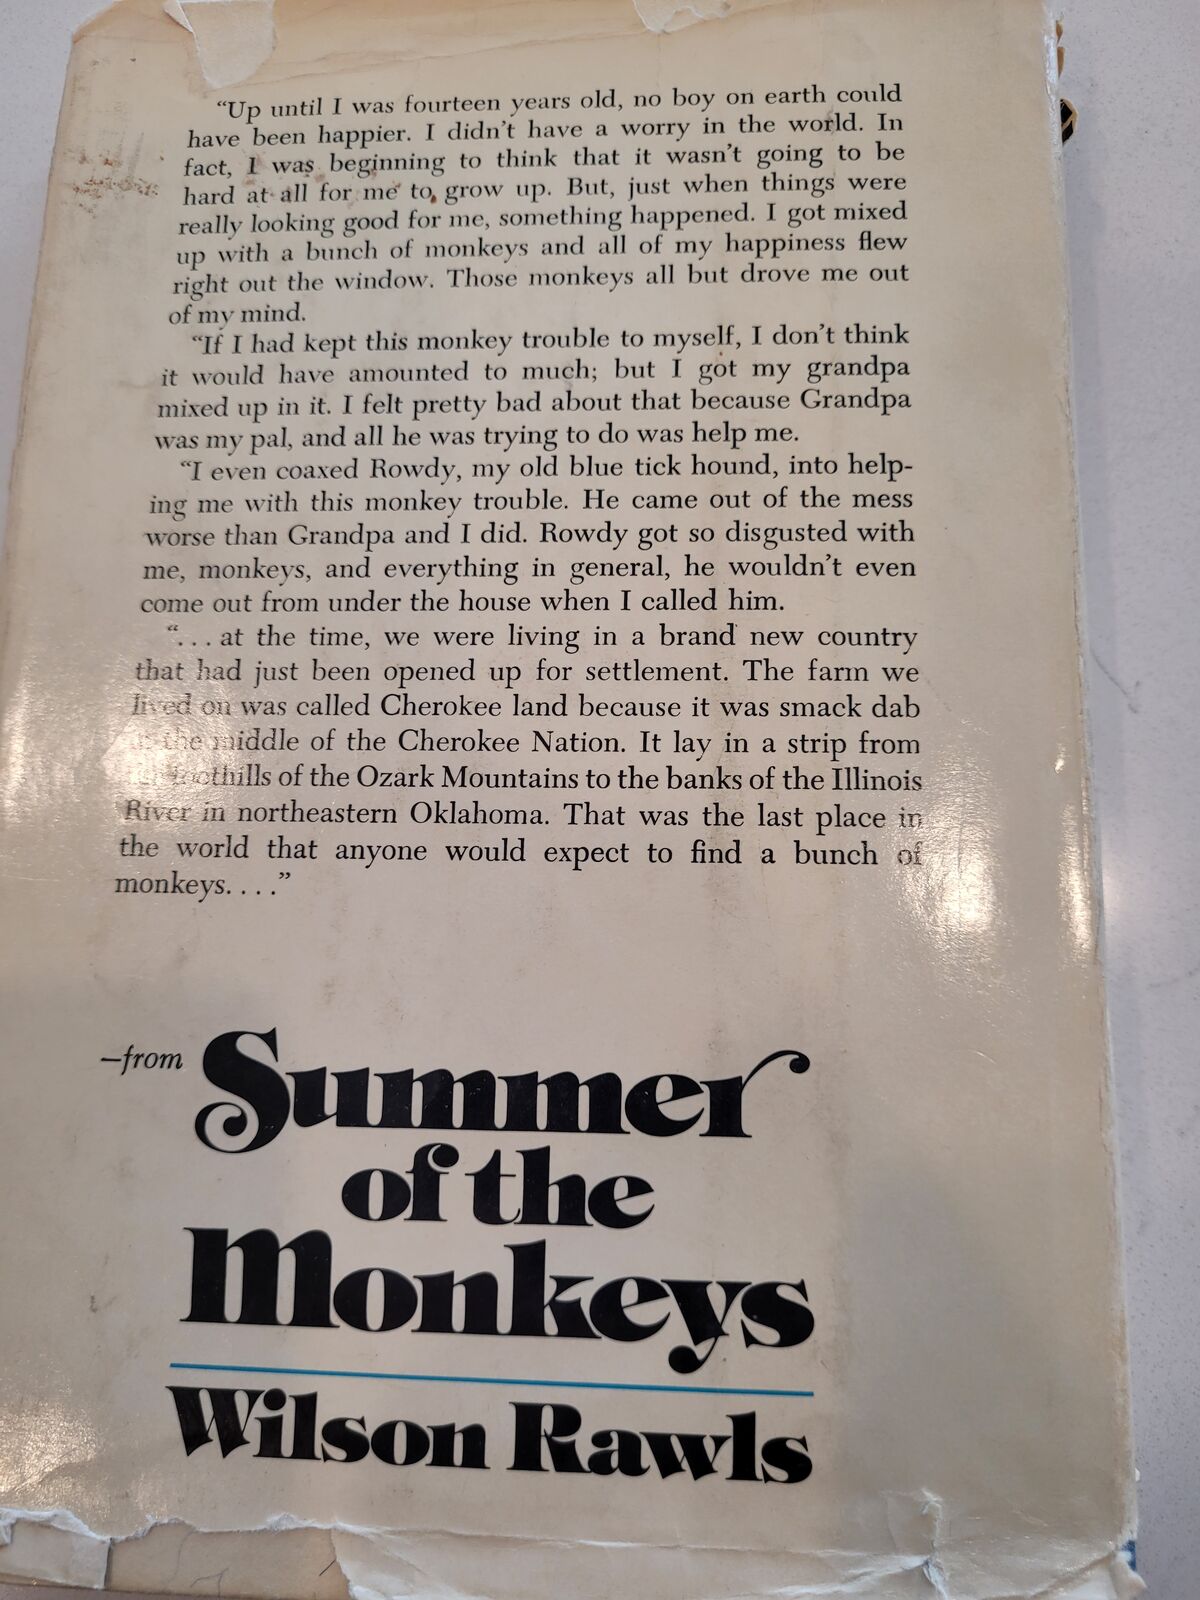 “Up until I was fourteen years old, no boy on earth could
have been happier. I didn’t have a worry in the world. In
fact, I was beginning to think that it wasn’t going to be
hard at all for me to grow up. But, just when things were
really looking good for me, something happened. I got mixed
up with a bunch of monkeys and all of my happiness flew
right out the window. Those monkeys all but drove me out
of my mind.
“If I had kept this monkey trouble to myself, I don’t think
it would have amounted to much; but I got my grandpa
mixed up in it. I felt pretty bad about that because Grandpa
was my pal, and all he was trying to do was help me.
“I even coaxed Rowdy, my old blue tick hound, into help-
ing me with this monkey trouble. He came out of the mess
worse than Grandpa and I did. Rowdy got so disgusted with
me, monkeys, and everything in general, he wouldn’t even
come out from under the house when I called him.
“. . . at the time, we were living in a brand new country
that had just been opened up for settlement. The farm we
lived on was called Cherokee land because it was smack dab
the middle of the Cherokee Nation. It lay in a strip from
foothills of the Ozark Mountains to the banks of the Illinois
River in northeastern Oklahoma. That was the last place in
the world that anyone would expect to find a bunch of
monkeys. . . .”
—from Summer
of the
Monkeys
Wilson Rawls